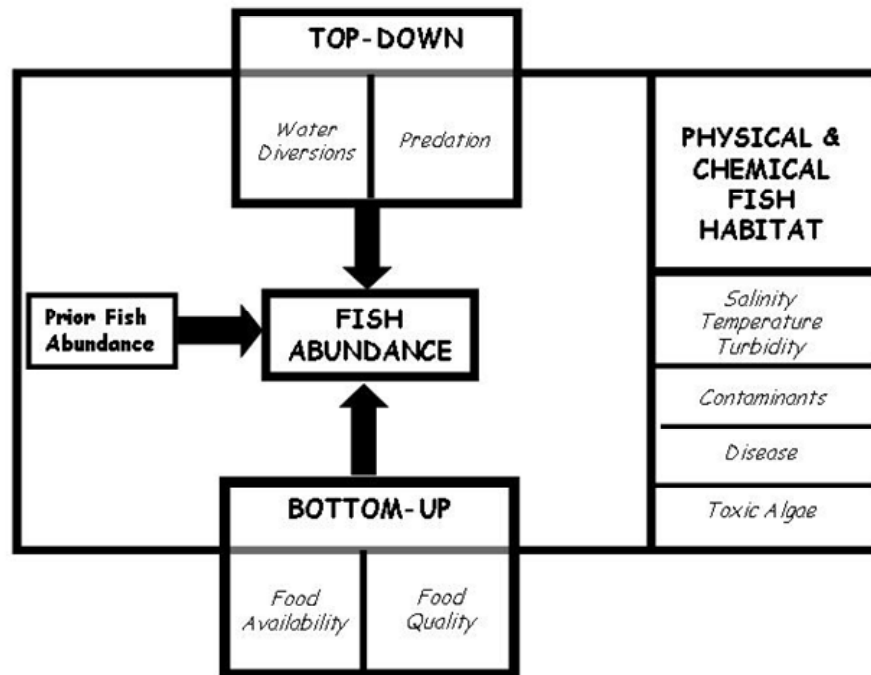 TOP-DOWN
Water
Diversions
Predation
PHYSICAL &
CHEMICAL
FISH
HABITAT
Prior Fish
Abundance
FISH
ABUNDANCE
Salinity
Temperature
Turbidity
Contaminants
Disease
Toxic Algae
BOTTOM-UP
Food
Availability
Food
Quality